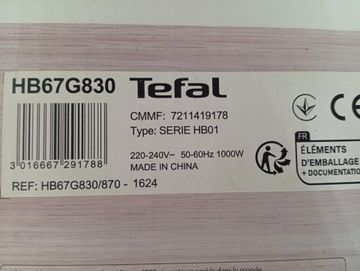 HB67G830 Tefal
CMMF: 7211419178
Type: SERIE HB01
220-240V~ 50-60Hz 1000W
MADE IN CHINA
3 016667 291788
REF: HB67G830/870 - 1624
CE
FR
ÉLÉMENTS
D'EMBALLAGE
+ DOCUMENTATION